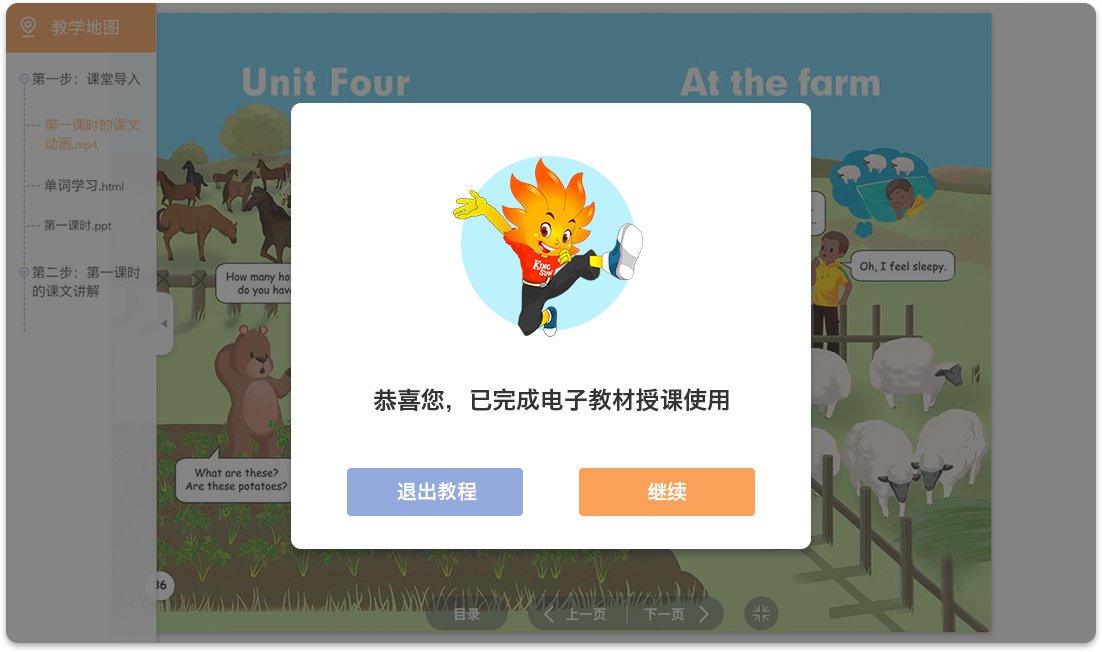 教学地图
第一步：课堂导入
第一课时的课文
动画.mp4
单词学习.html
第一课时.ppt
第二步：第一课时
的课文讲解
Unit Four
At the farm
How many
do you
Oh, I feel sleepy.
What are these?
Are these potatoes?
KING
SUN
恭喜您，已完成电子教材授课使用
退出教程
继续
36
目录
上一页
下一页